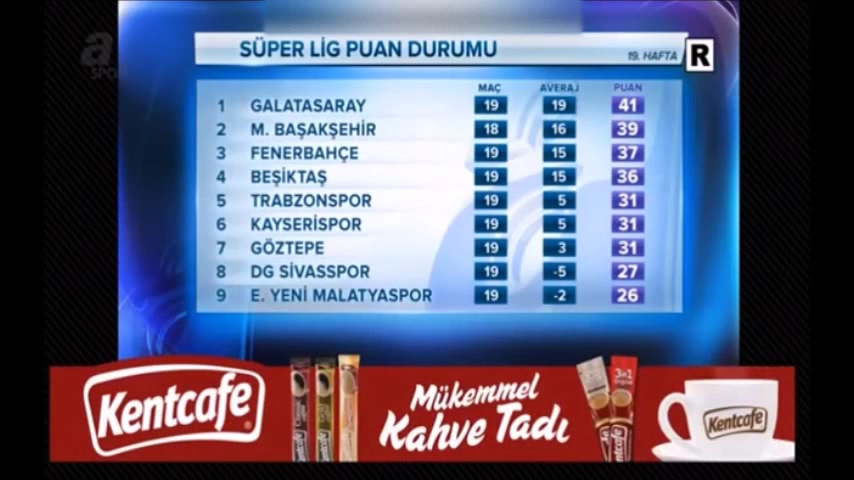 a
SPOR
SÜPER LİG PUAN DURUMU
19. HAFTA
R
MAÇ AVERAJ PUAN
1 GALATASARAY 19 19 41
2 M. BAŞAKŞEHİR 18 16 39
3 FENERBAHÇE 19 15 37
4 BEŞİKTAŞ 19 15 36
5 TRABZONSPOR 19 5 31
6 KAYSERİSPOR 19 5 31
7 GÖZTEPE 19 3 31
8 DG SİVASSPOR 19 -5 27
9 E. YENİ MALATYASPOR 19 -2 26
Kentcafe
Mükemmel
Kahve Tadı
3ü1
Kentcafe
Kentcafe